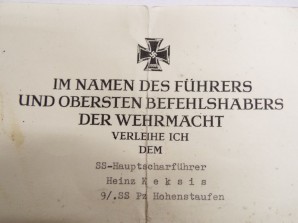 IM NAMEN DES FÜHRERS
UND OBERSTEN BEFEHLSHABERS
DER WEHRMACHT
VERLEIHE ICH
DEM
SS-Hauptscharführer
Heinz Keksis
9/.SS Pz Hohenstaufen